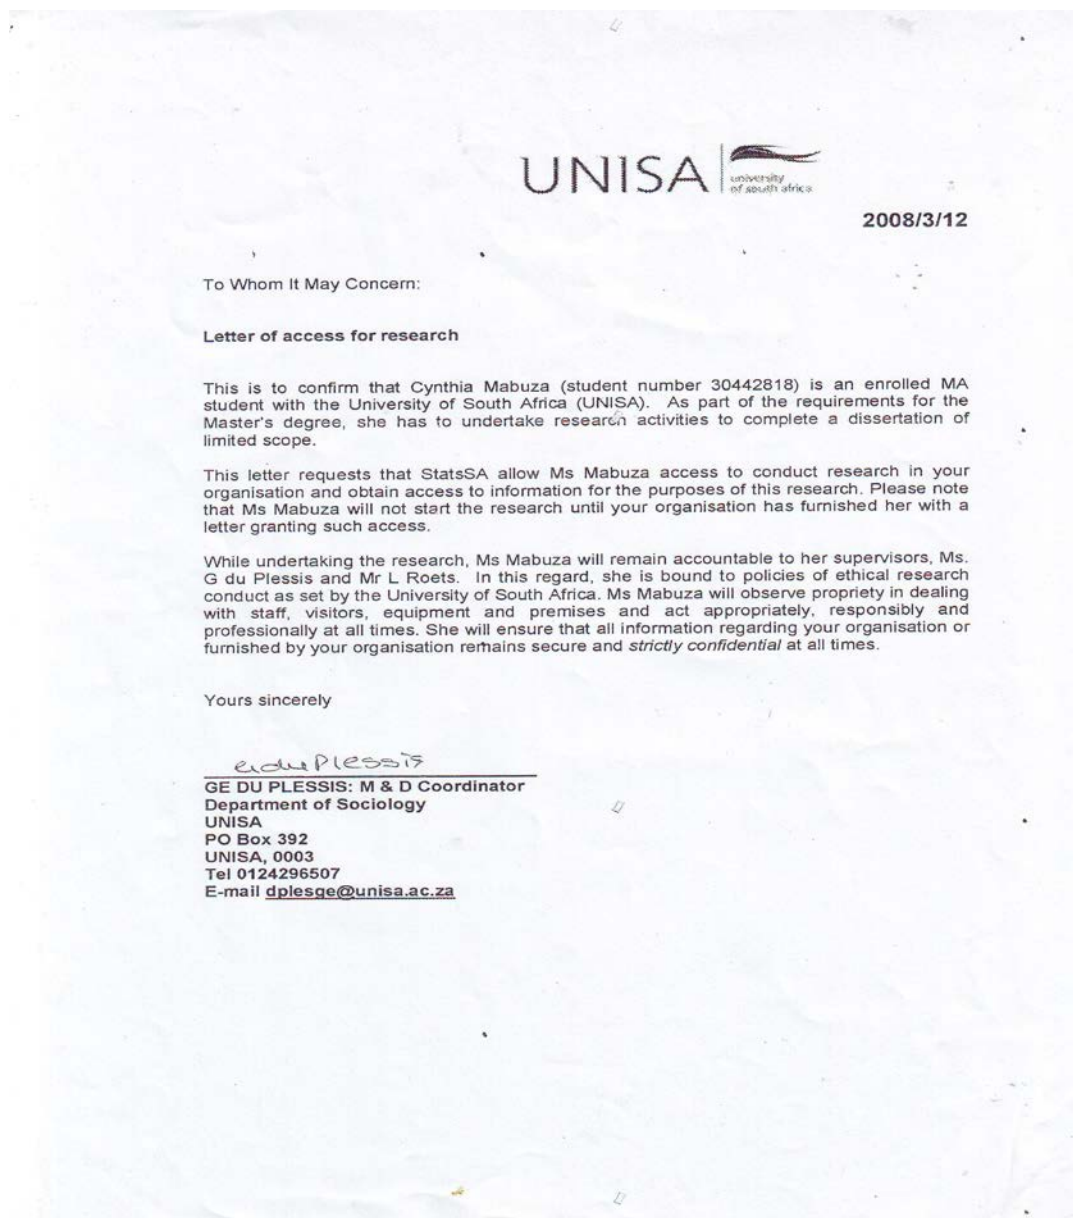 UNISA
university
of south africa
2008/3/12
To Whom It May Concern:
Letter of access for research
This is to confirm that Cynthia Mabuza (student number 30442818) is an enrolled MA
student with the University of South Africa (UNISA). As part of the requirements for the
Master's degree, she has to undertake research activities to complete a dissertation of
limited scope.
This letter requests that StatsSA allow Ms Mabuza access to conduct research in your
organisation and obtain access to information for the purposes of this research. Please note
that Ms Mabuza will not start the research until your organisation has furnished her with a
letter granting such access.
While undertaking the research, Ms Mabuza will remain accountable to her supervisors, Ms.
G du Plessis and Mr L Roets. In this regard, she is bound to policies of ethical research
conduct as set by the University of South Africa. Ms Mabuza will observe propriety in dealing
with staff, visitors, equipment and premises and act appropriately, responsibly and
professionally at all times. She will ensure that all information regarding your organisation or
furnished by your organisation remains secure and strictly confidential at all times.
Yours sincerely
du Plessis
GE DU PLESSIS: M & D Coordinator
Department of Sociology
UNISA
PO Box 392
UNISA, 0003
Tel 0124296507
E-mail dplesge@unisa.ac.za